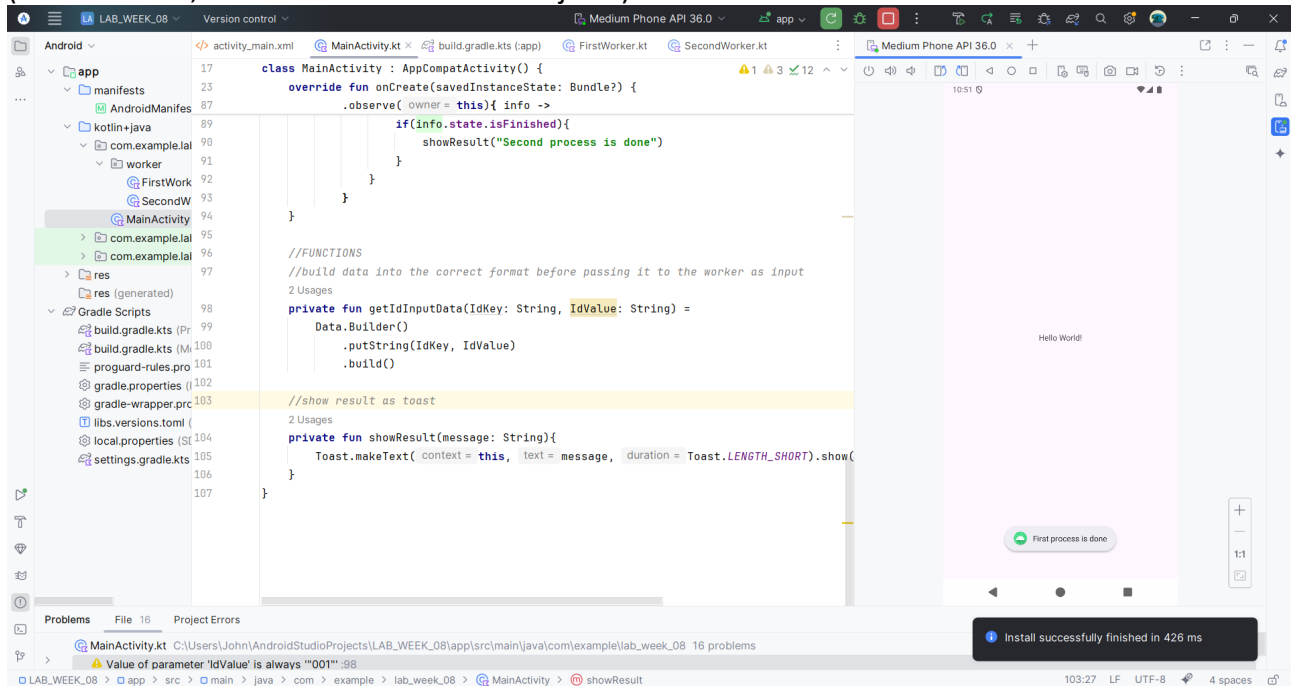 LA LAB_WEEK_08 Version control Medium Phone API 36.0 app
Android
activity_main.xml MainActivity.kt build.gradle.kts (:app) FirstWorker.kt SecondWorker.kt
Medium Phone API 36.0
app
manifests
AndroidManifes
kotlin+java
com.example.lal
worker
FirstWork
SecondW
MainActivity
com.example.lal
com.example.lal
res
res (generated)
Gradle Scripts
build.gradle.kts (Pr
build.gradle.kts (Mo
proguard-rules.pro
gradle.properties (
gradle-wrapper.prc
libs.versions.toml (
local.properties (SD
settings.gradle.kts
1 3 12
17 class MainActivity : AppCompatActivity() {
23 override fun onCreate(savedInstanceState: Bundle?) {
87 .observe( owner = this){ info ->
89 if(info.state.isFinished){
90 showResult("Second process is done")
91 }
92 }
93 }
94 }
95
96 //FUNCTIONS
97 //build data into the correct format before passing it to the worker as input
2 Usages
98 private fun getIdInputData(IdKey: String, IdValue: String) =
99 Data.Builder()
100 .putString(IdKey, IdValue)
101 .build()
102
103 //show result as toast
2 Usages
104 private fun showResult(message: String){
105 Toast.makeText( context = this, text = message, duration = Toast.LENGTH_SHORT).show(
106 }
107 }
10:51
Hello World!
First process is done
1:1
Install successfully finished in 426 ms
Problems File 16 Project Errors
MainActivity.kt C:\Users\John\AndroidStudioProjects\LAB_WEEK_08\app\src\main\java\com\example\lab_week_08 16 problems
Value of parameter 'IdValue' is always '"001"' :98
LAB_WEEK_08 > app > src > main > java > com > example > lab_week_08 > MainActivity > showResult
103:27 LF UTF-8 4 spaces